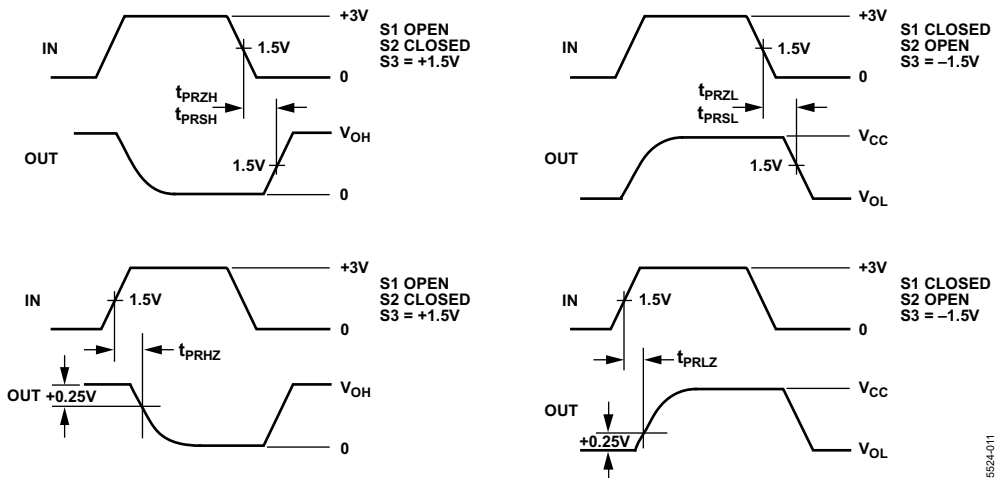 +3V
S1 OPEN
S2 CLOSED
S3 = +1.5V
IN
1.5V
0
tPRZH
tPRSH
VOH
OUT
1.5V
0
+3V
S1 CLOSED
S2 OPEN
S3 = –1.5V
IN
1.5V
0
tPRZL
tPRSL
VCC
OUT
1.5V
VOL
+3V
S1 OPEN
S2 CLOSED
S3 = +1.5V
IN
1.5V
0
tPRHZ
VOH
OUT +0.25V
0
+3V
S1 CLOSED
S2 OPEN
S3 = –1.5V
IN
1.5V
0
tPRLZ
VCC
OUT
+0.25V
VOL
5524-011